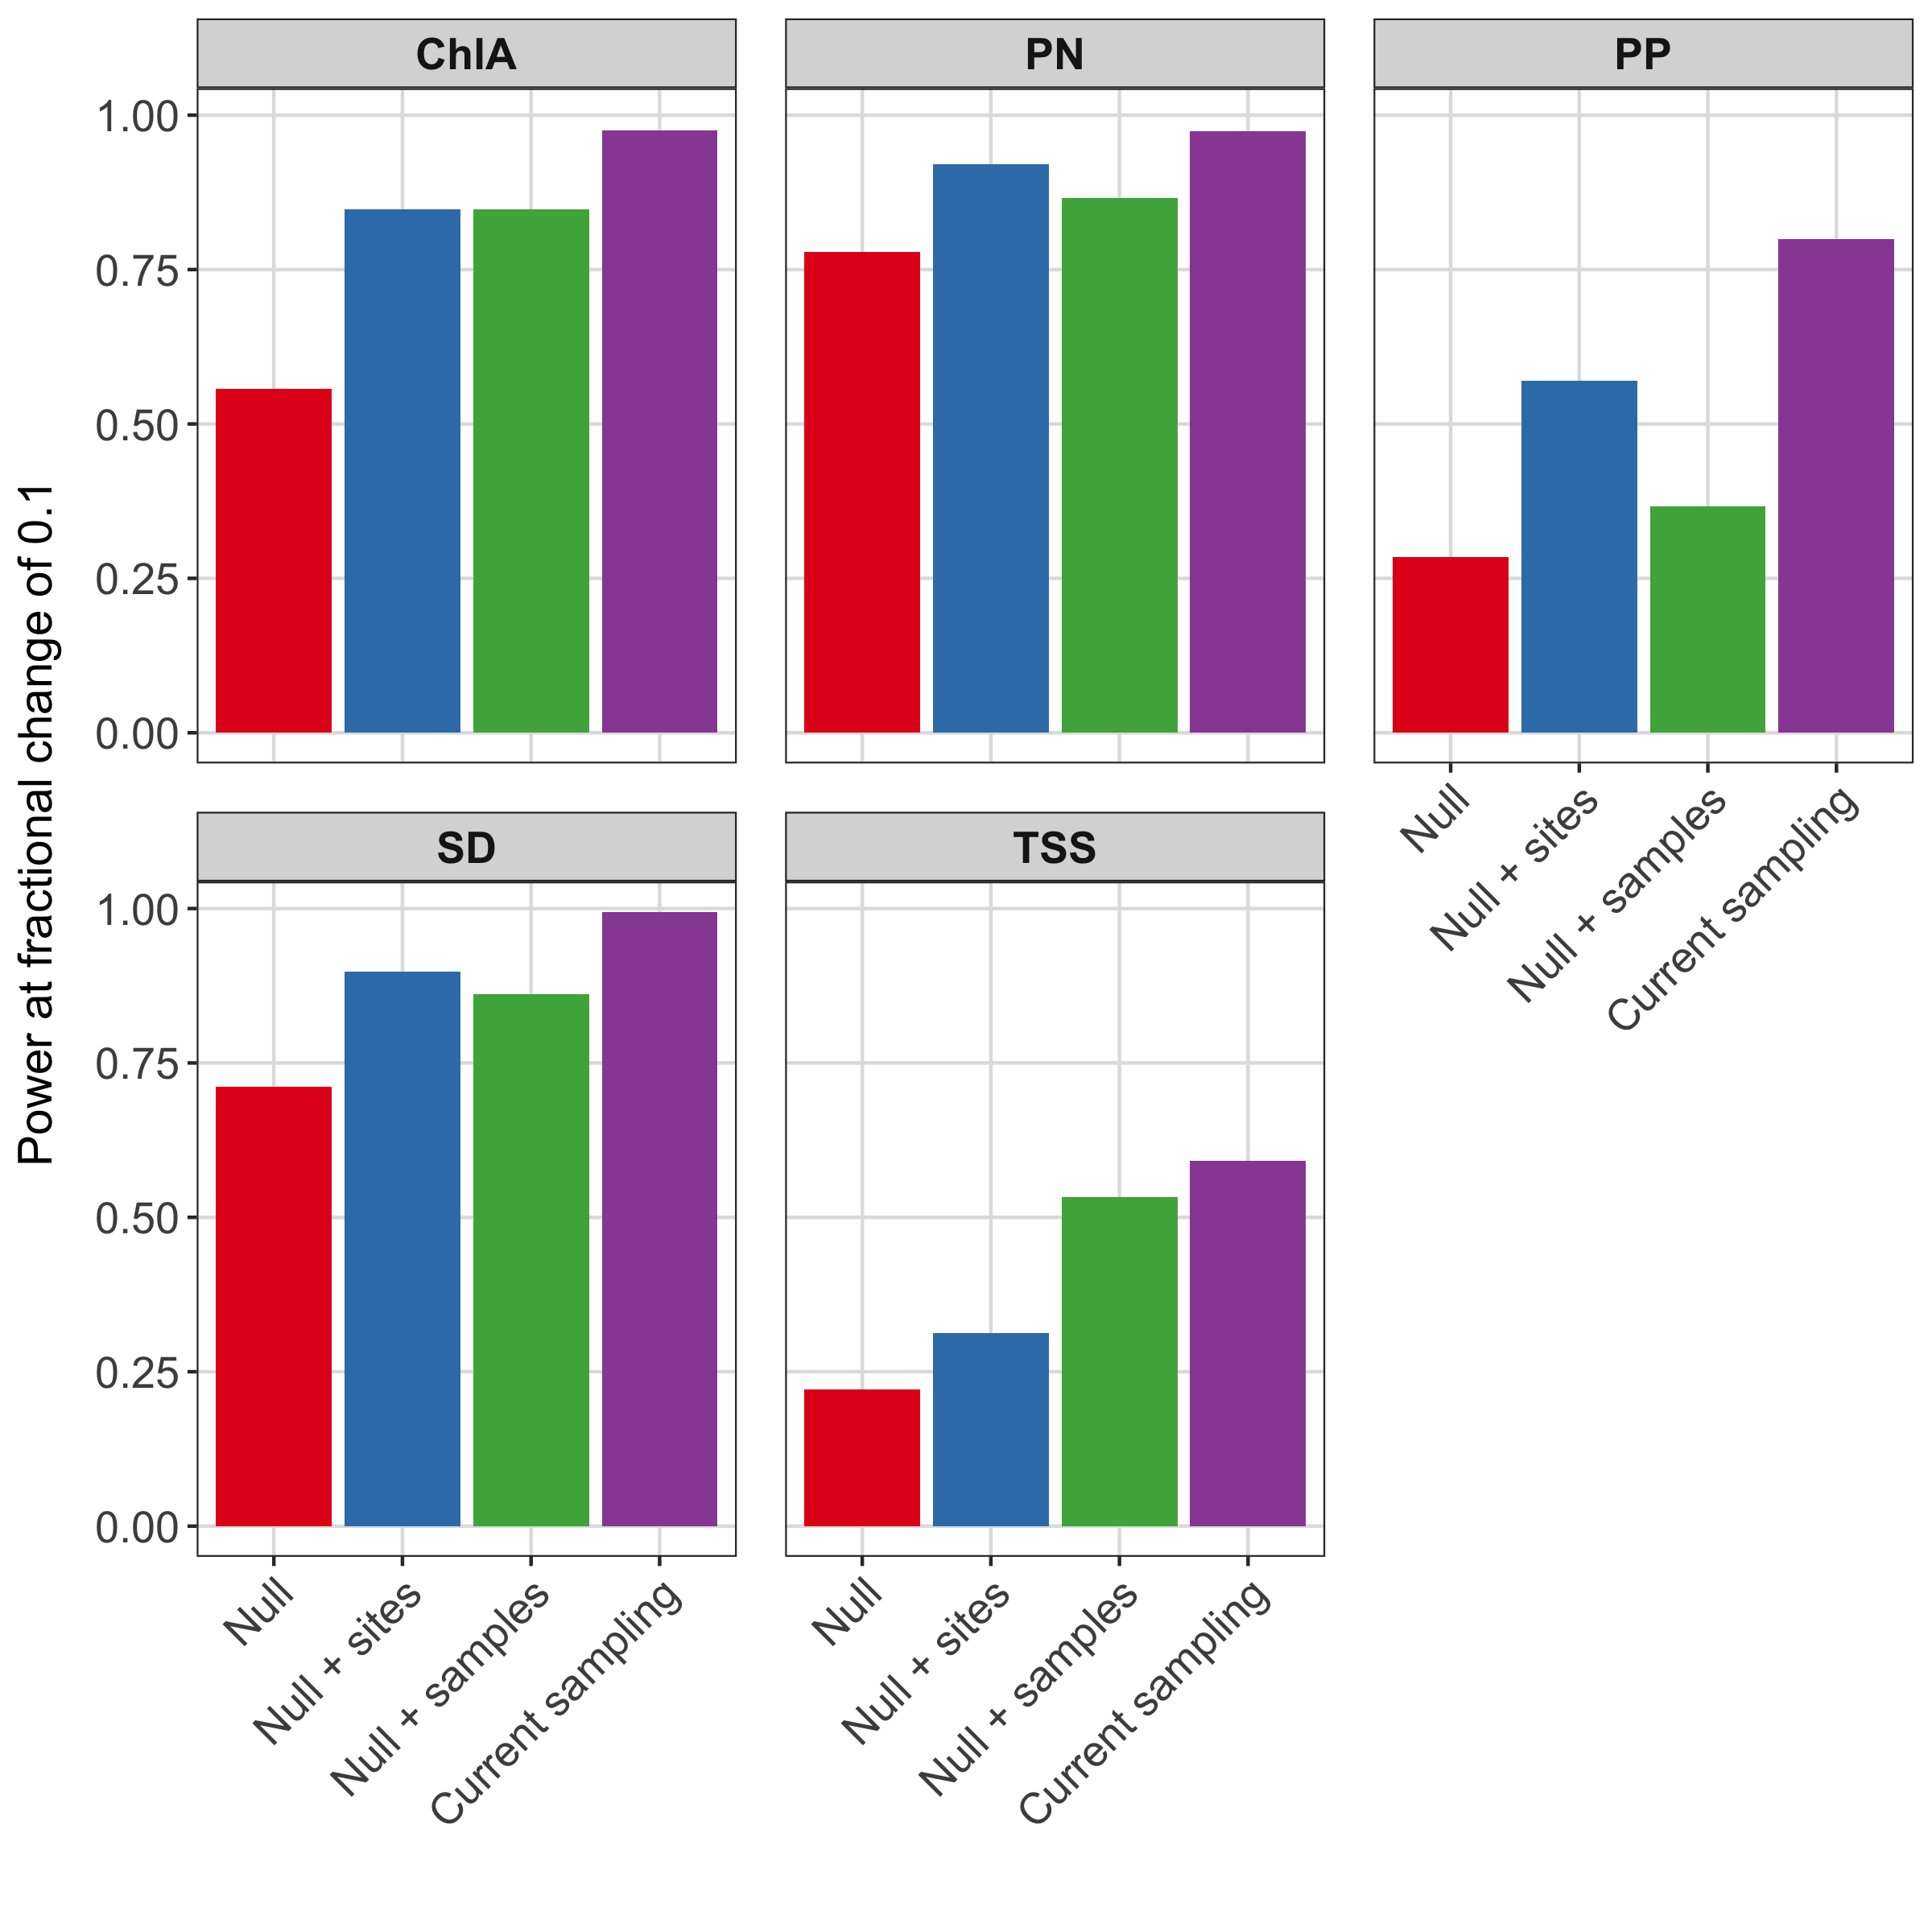 Power at fractional change of 0.1
ChlA
PN
PP
1.00
0.75
0.50
0.25
0.00
Null
Null + sites
Null + samples
Current sampling
SD
TSS
1.00
0.75
0.50
0.25
0.00
Null
Null + sites
Null + samples
Current sampling
Null
Null + sites
Null + samples
Current sampling